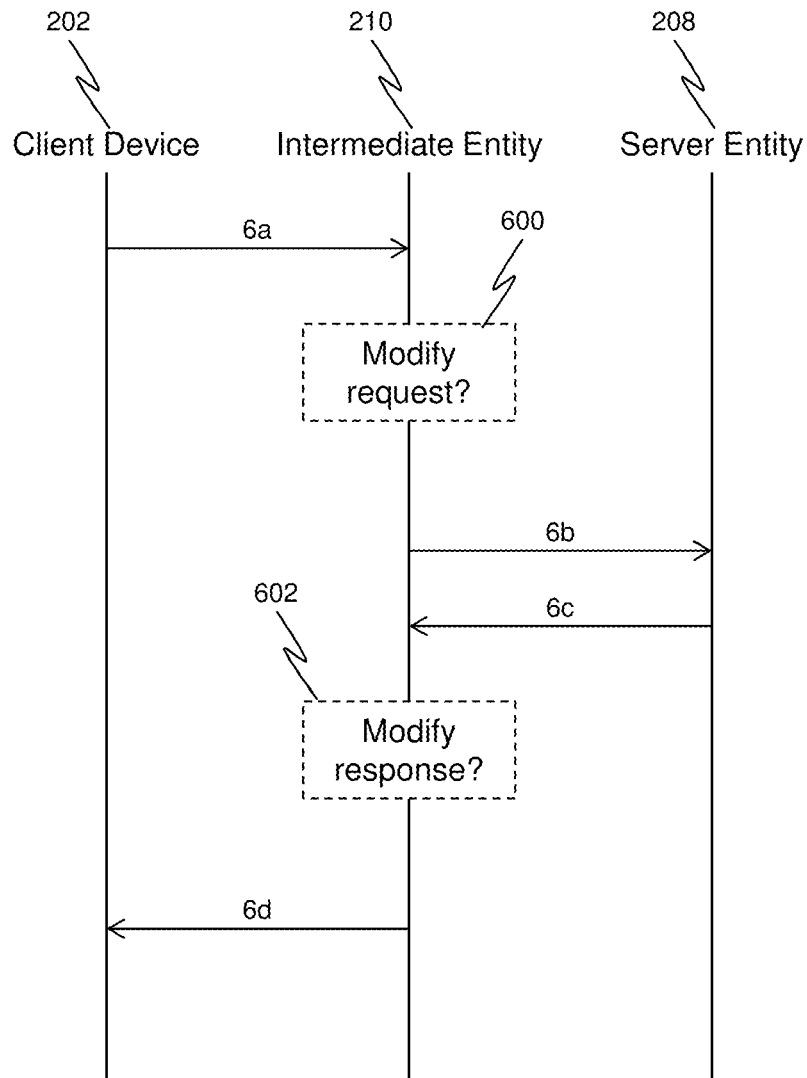 202
210
208
Client Device
Intermediate Entity
Server Entity
6a
600
Modify
request?
6b
602
6c
Modify
response?
6d